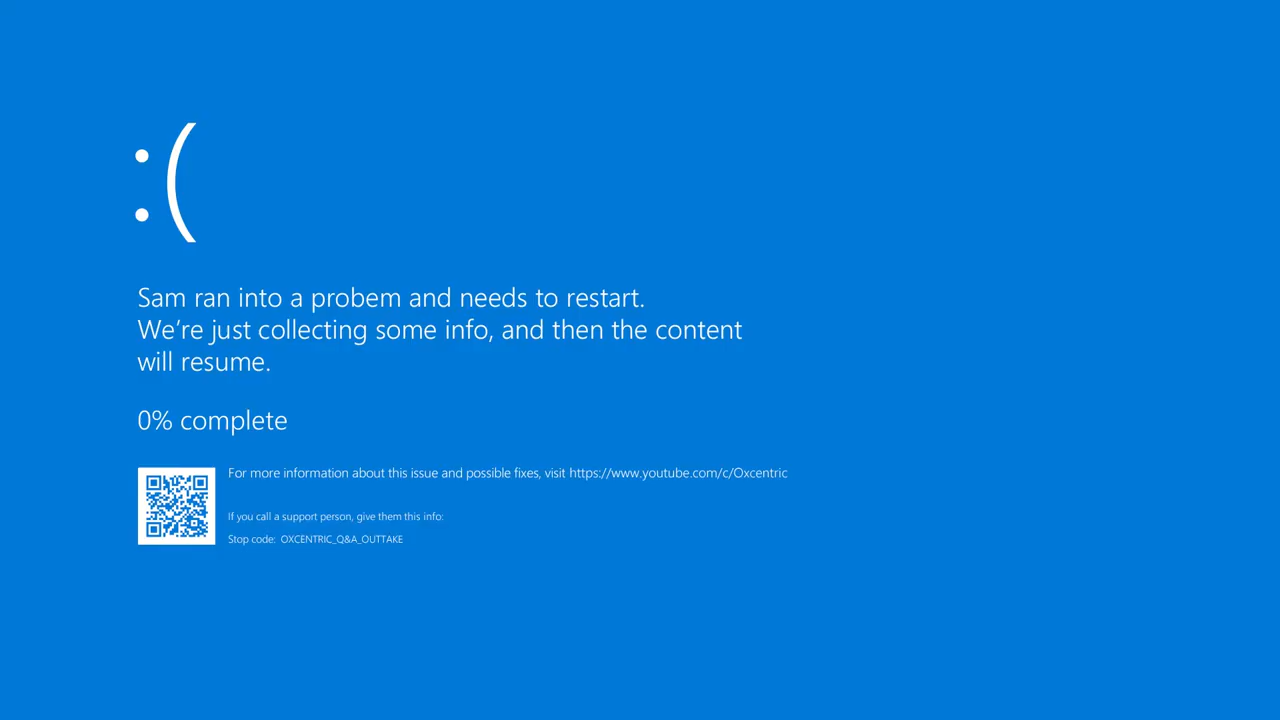 :(
Sam ran into a probem and needs to restart.
We’re just collecting some info, and then the content
will resume.
0% complete
For more information about this issue and possible fixes, visit https://www.youtube.com/c/Oxcentric
If you call a support person, give them this info:
Stop code: OXCENTRIC_Q&A_OUTTAKE